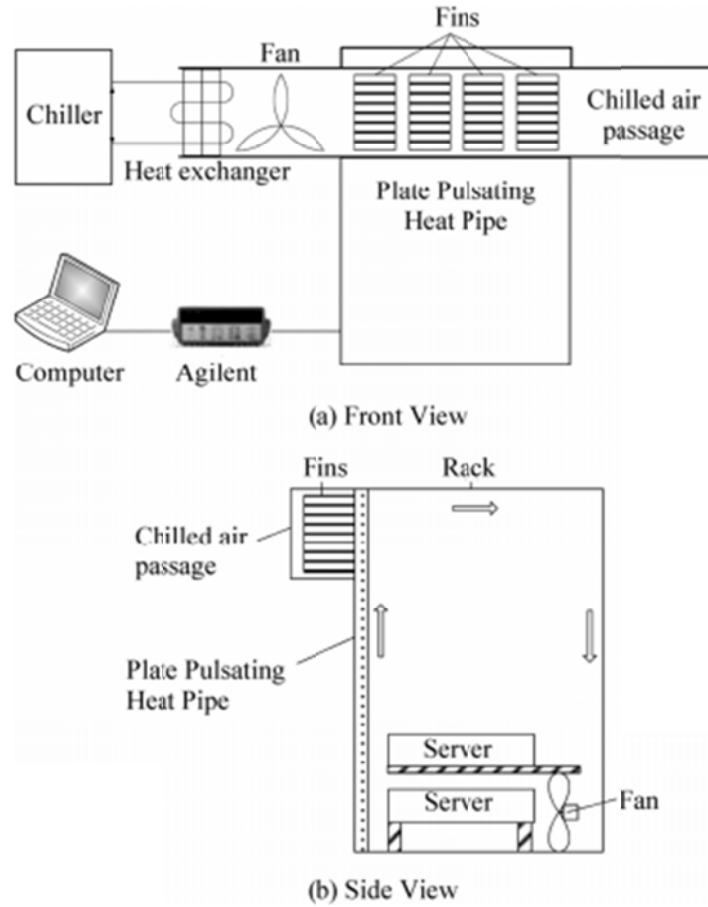 Fins
Fan
Chiller
Chilled air
passage
Heat exchanger
Plate Pulsating
Heat Pipe
Computer
Agilent
(a) Front View
Fins
Rack
Chilled air
passage
Plate Pulsating
Heat Pipe
Server
Server
Fan
(b) Side View